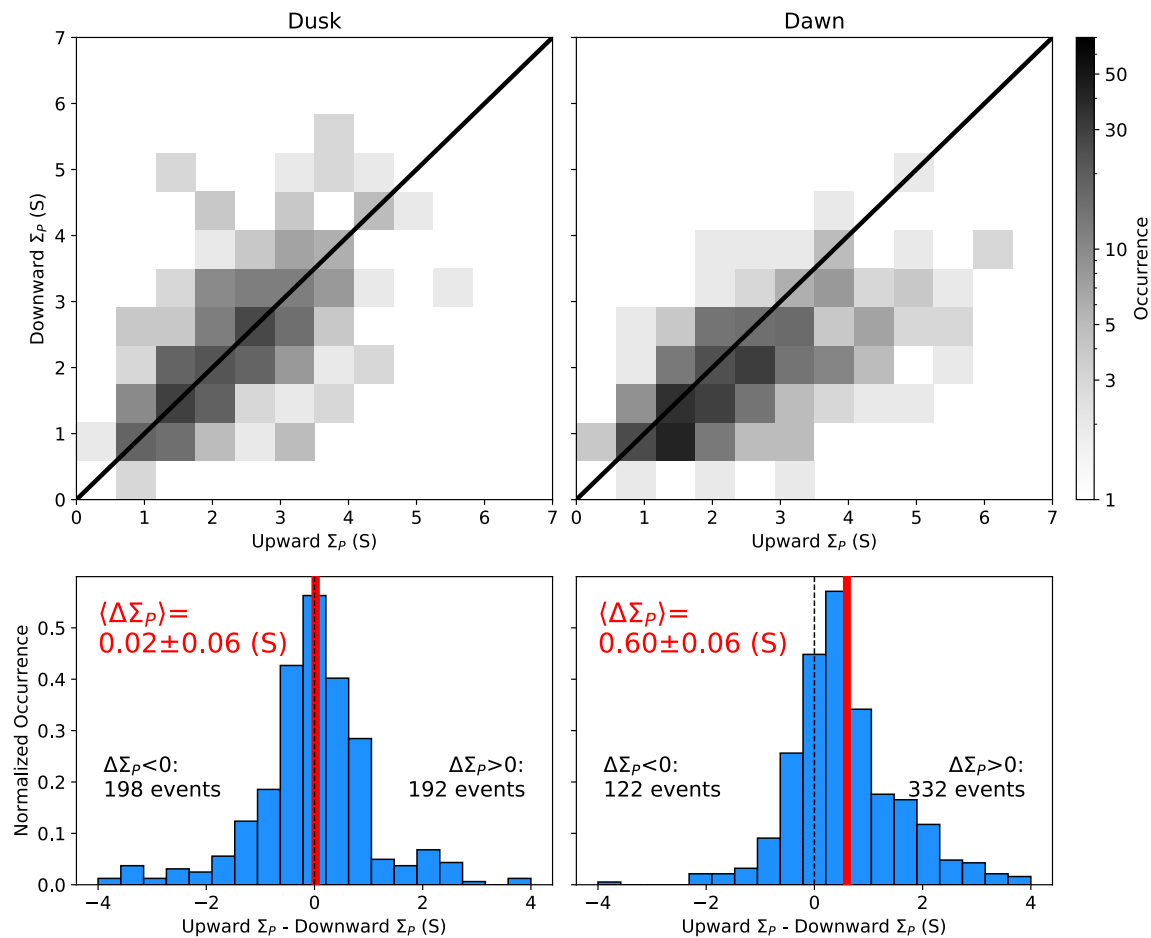 Dusk
Dawn
7
6
5
4
3
2
1
0
Downward Σ_P (S)
0 1 2 3 4 5 6 7
Upward Σ_P (S)
0 1 2 3 4 5 6 7
Upward Σ_P (S)
50
30
10
5
3
1
Occurrence
⟨ΔΣ_P⟩=
0.02±0.06 (S)
ΔΣ_P<0:
198 events
ΔΣ_P>0:
192 events
0.5
0.4
0.3
0.2
0.1
0.0
Normalized Occurrence
−4 −2 0 2 4
Upward Σ_P - Downward Σ_P (S)
⟨ΔΣ_P⟩=
0.60±0.06 (S)
ΔΣ_P<0:
122 events
ΔΣ_P>0:
332 events
−4 −2 0 2 4
Upward Σ_P - Downward Σ_P (S)